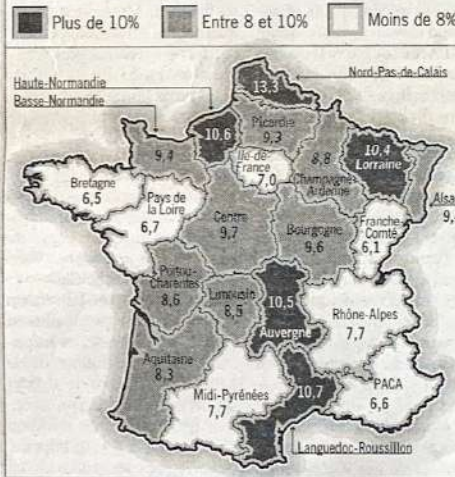 Plus de 10%
Entre 8 et 10%
Moins de 8%
Nord-Pas-de-Calais
Haute-Normandie
Basse-Normandie
13,3
10,6
Picardie
9,3
9,4
Ile-de-
France
7,0
8,8
Champagne-
Ardenne
10,4
Lorraine
Bretagne
6,5
Pays de
la Loire
6,7
Centre
9,7
Bourgogne
9,6
Franche-
Comté
6,1
Alsa
9,
Poitou-
Charentes
8,6
Limousin
8,5
10,5
Auvergne
Rhône-Alpes
7,7
Aquitaine
8,3
Midi-Pyrénées
7,7
10,7
PACA
6,6
Languedoc-Roussillon